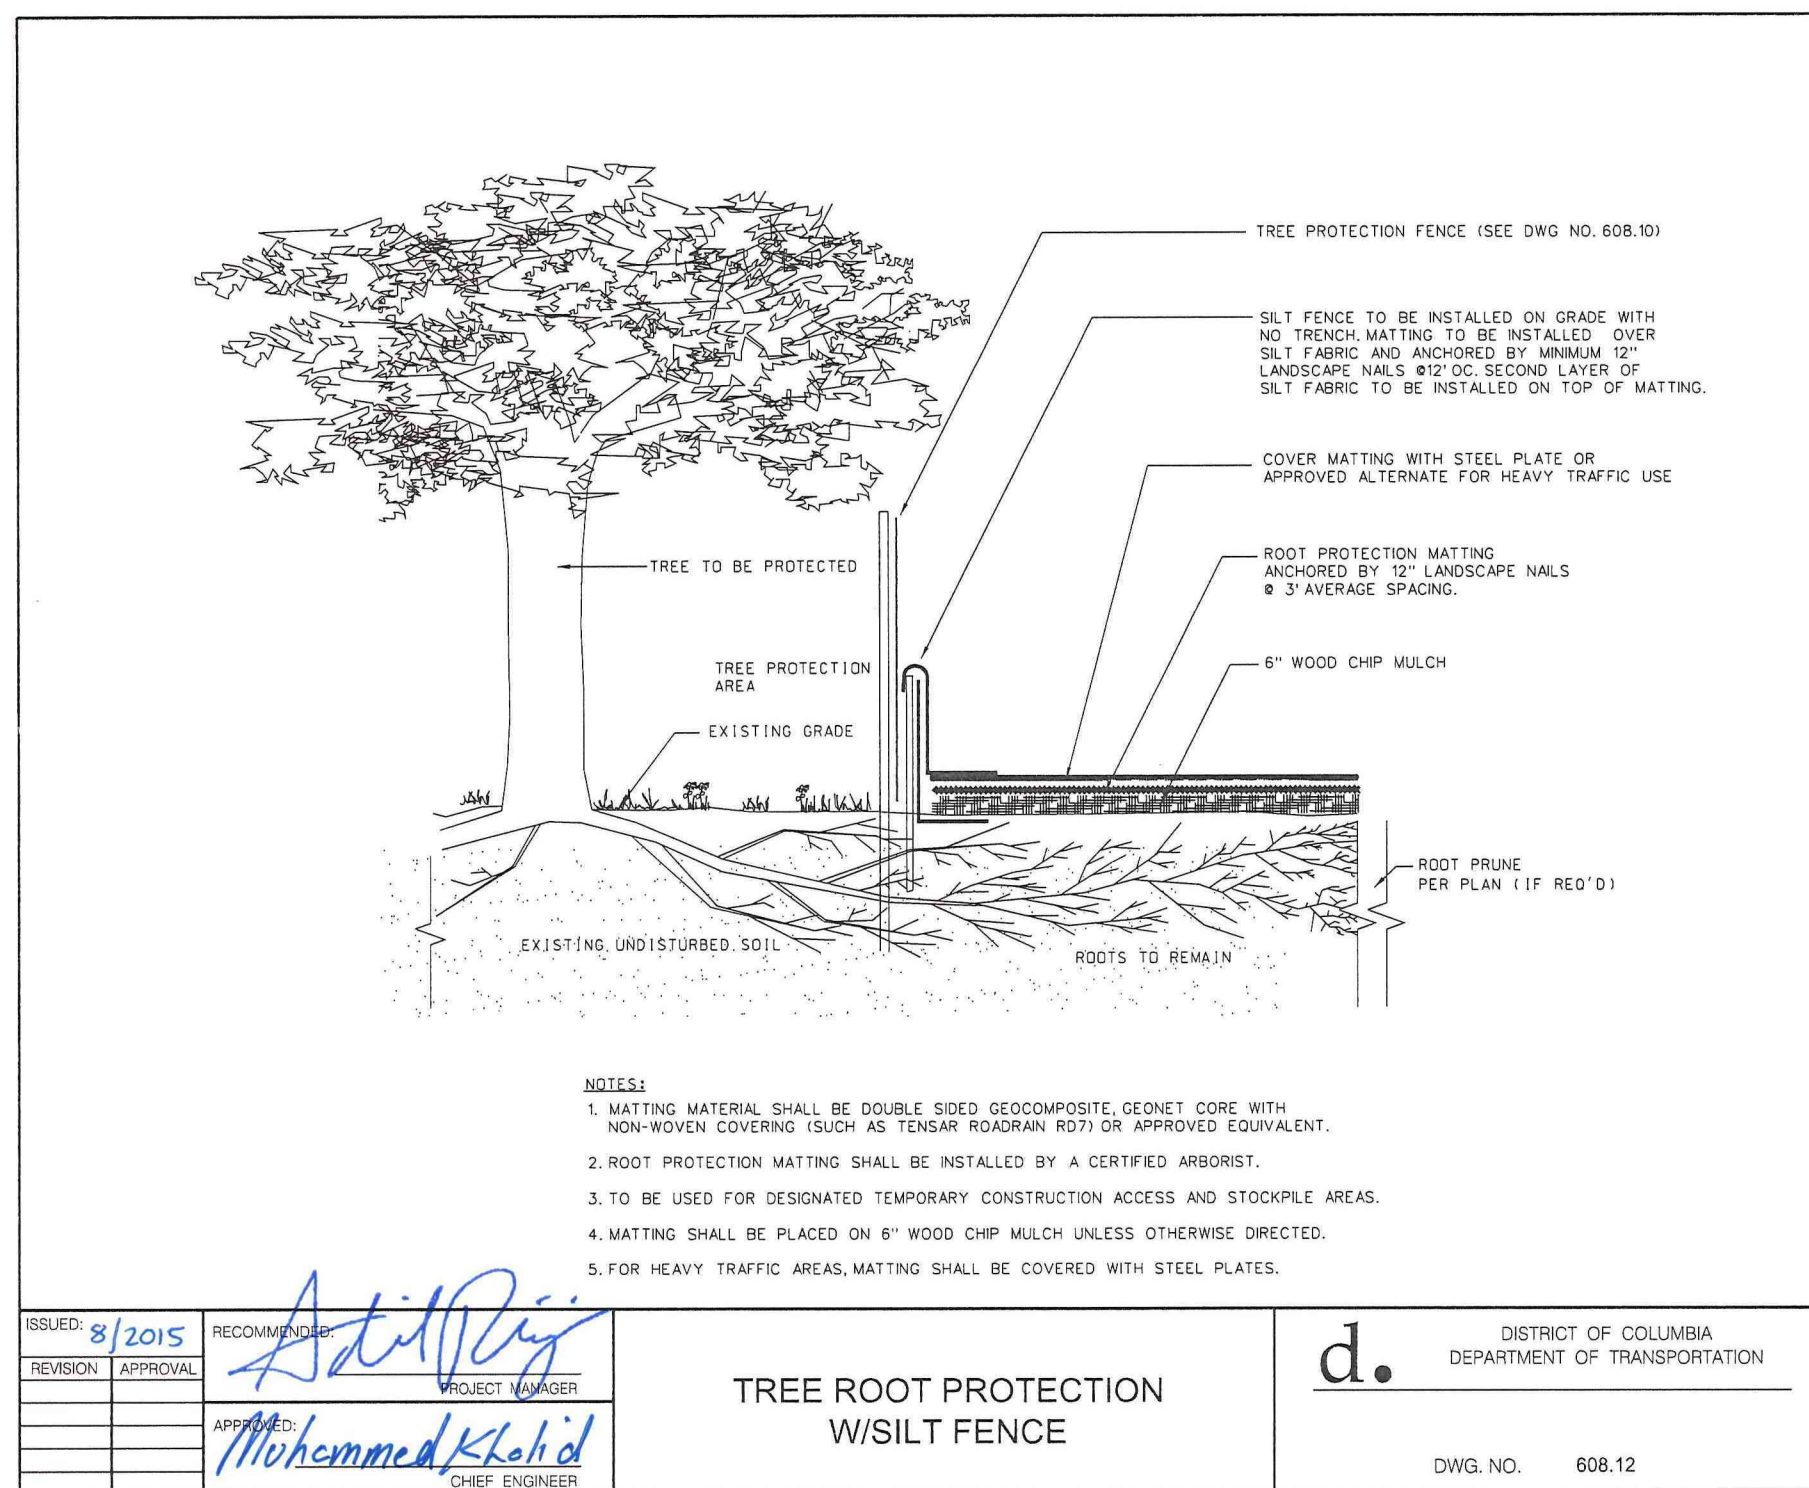 TREE PROTECTION FENCE (SEE DWG NO. 608.10)
SILT FENCE TO BE INSTALLED ON GRADE WITH
NO TRENCH. MATTING TO BE INSTALLED OVER
SILT FABRIC AND ANCHORED BY MINIMUM 12"
LANDSCAPE NAILS @12' OC. SECOND LAYER OF
SILT FABRIC TO BE INSTALLED ON TOP OF MATTING.
COVER MATTING WITH STEEL PLATE OR
APPROVED ALTERNATE FOR HEAVY TRAFFIC USE
ROOT PROTECTION MATTING
ANCHORED BY 12" LANDSCAPE NAILS
@ 3' AVERAGE SPACING.
TREE TO BE PROTECTED
TREE PROTECTION
AREA
6" WOOD CHIP MULCH
EXISTING GRADE
ROOT PRUNE
PER PLAN (IF REQ'D)
EXISTING UNDISTURBED SOIL
ROOTS TO REMAIN
NOTES:
1. MATTING MATERIAL SHALL BE DOUBLE SIDED GEOCOMPOSITE, GEONET CORE WITH
NON-WOVEN COVERING (SUCH AS TENSAR ROADRAIN RD7) OR APPROVED EQUIVALENT.
2. ROOT PROTECTION MATTING SHALL BE INSTALLED BY A CERTIFIED ARBORIST.
3. TO BE USED FOR DESIGNATED TEMPORARY CONSTRUCTION ACCESS AND STOCKPILE AREAS.
4. MATTING SHALL BE PLACED ON 6" WOOD CHIP MULCH UNLESS OTHERWISE DIRECTED.
5. FOR HEAVY TRAFFIC AREAS, MATTING SHALL BE COVERED WITH STEEL PLATES.
ISSUED: 8/2015
REVISION APPROVAL
RECOMMENDED:
PROJECT MANAGER
APPROVED:
Muhammed Khalid
CHIEF ENGINEER
TREE ROOT PROTECTION
W/SILT FENCE
d.
DISTRICT OF COLUMBIA
DEPARTMENT OF TRANSPORTATION
DWG. NO. 608.12